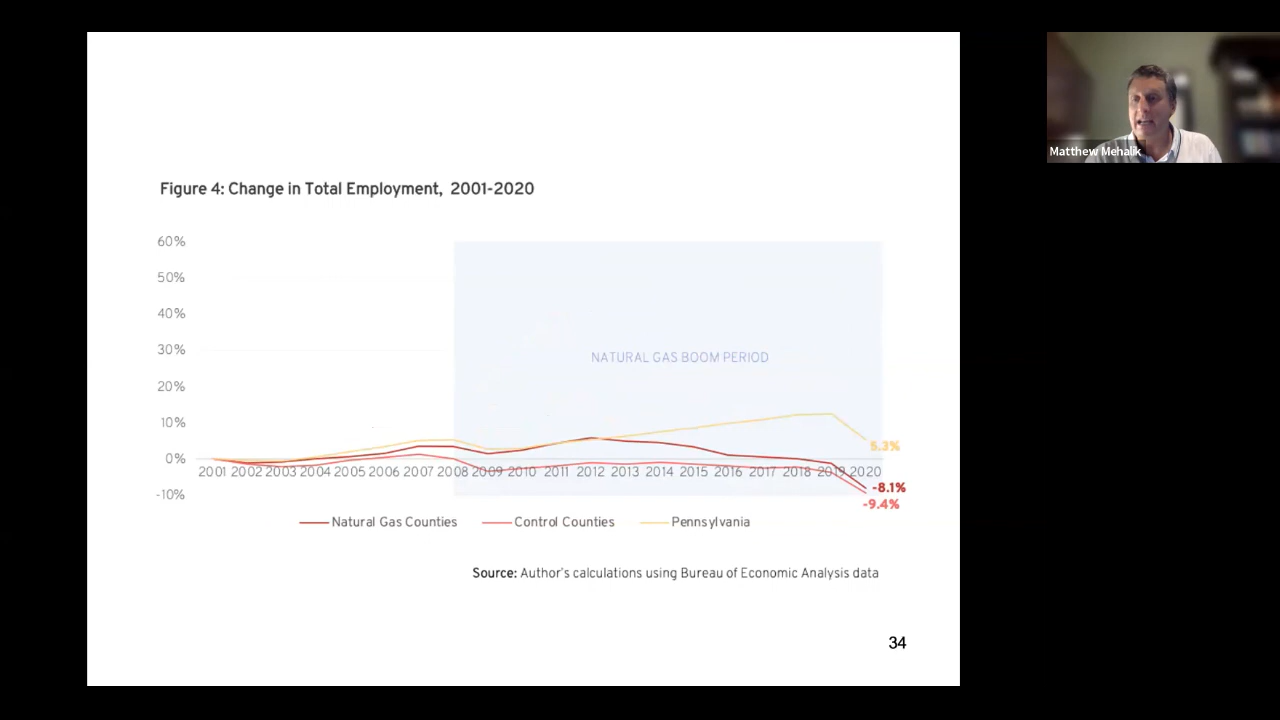 Matthew Mehalik
Figure 4: Change in Total Employment, 2001-2020
60%
50%
40%
30%
20%
10%
0%
-10%
NATURAL GAS BOOM PERIOD
5.3%
2001 2002 2003 2004 2005 2006 2007 2008 2009 2010 2011 2012 2013 2014 2015 2016 2017 2018 2019 2020
-8.1%
-9.4%
Natural Gas Counties Control Counties Pennsylvania
Source: Author's calculations using Bureau of Economic Analysis data
34